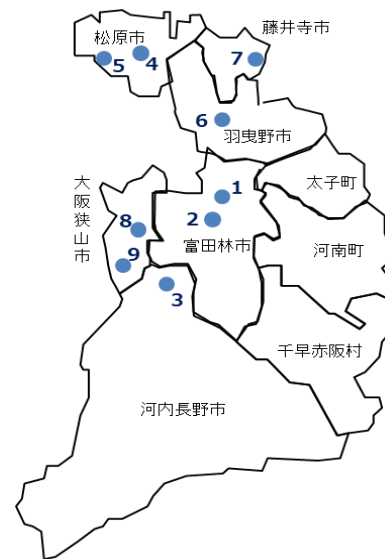 藤井寺市
松原市
5
4
7
6
羽曳野市
太子町
大阪狭山市
1
2
8
富田林市
河南町
9
3
千早赤阪村
河内長野市